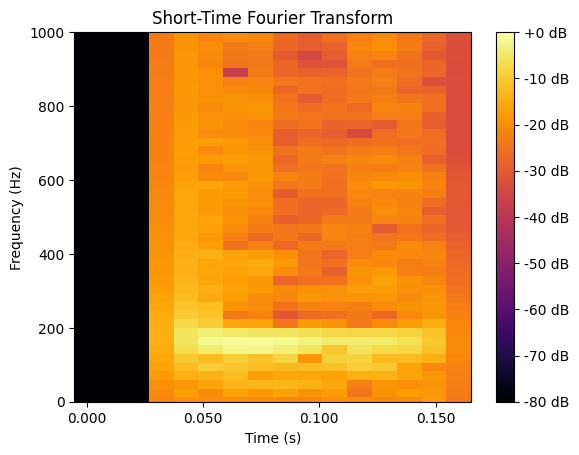 Short-Time Fourier Transform
1000
800
600
400
200
0
Frequency (Hz)
0.000
0.050
0.100
0.150
Time (s)
+0 dB
-10 dB
-20 dB
-30 dB
-40 dB
-50 dB
-60 dB
-70 dB
-80 dB